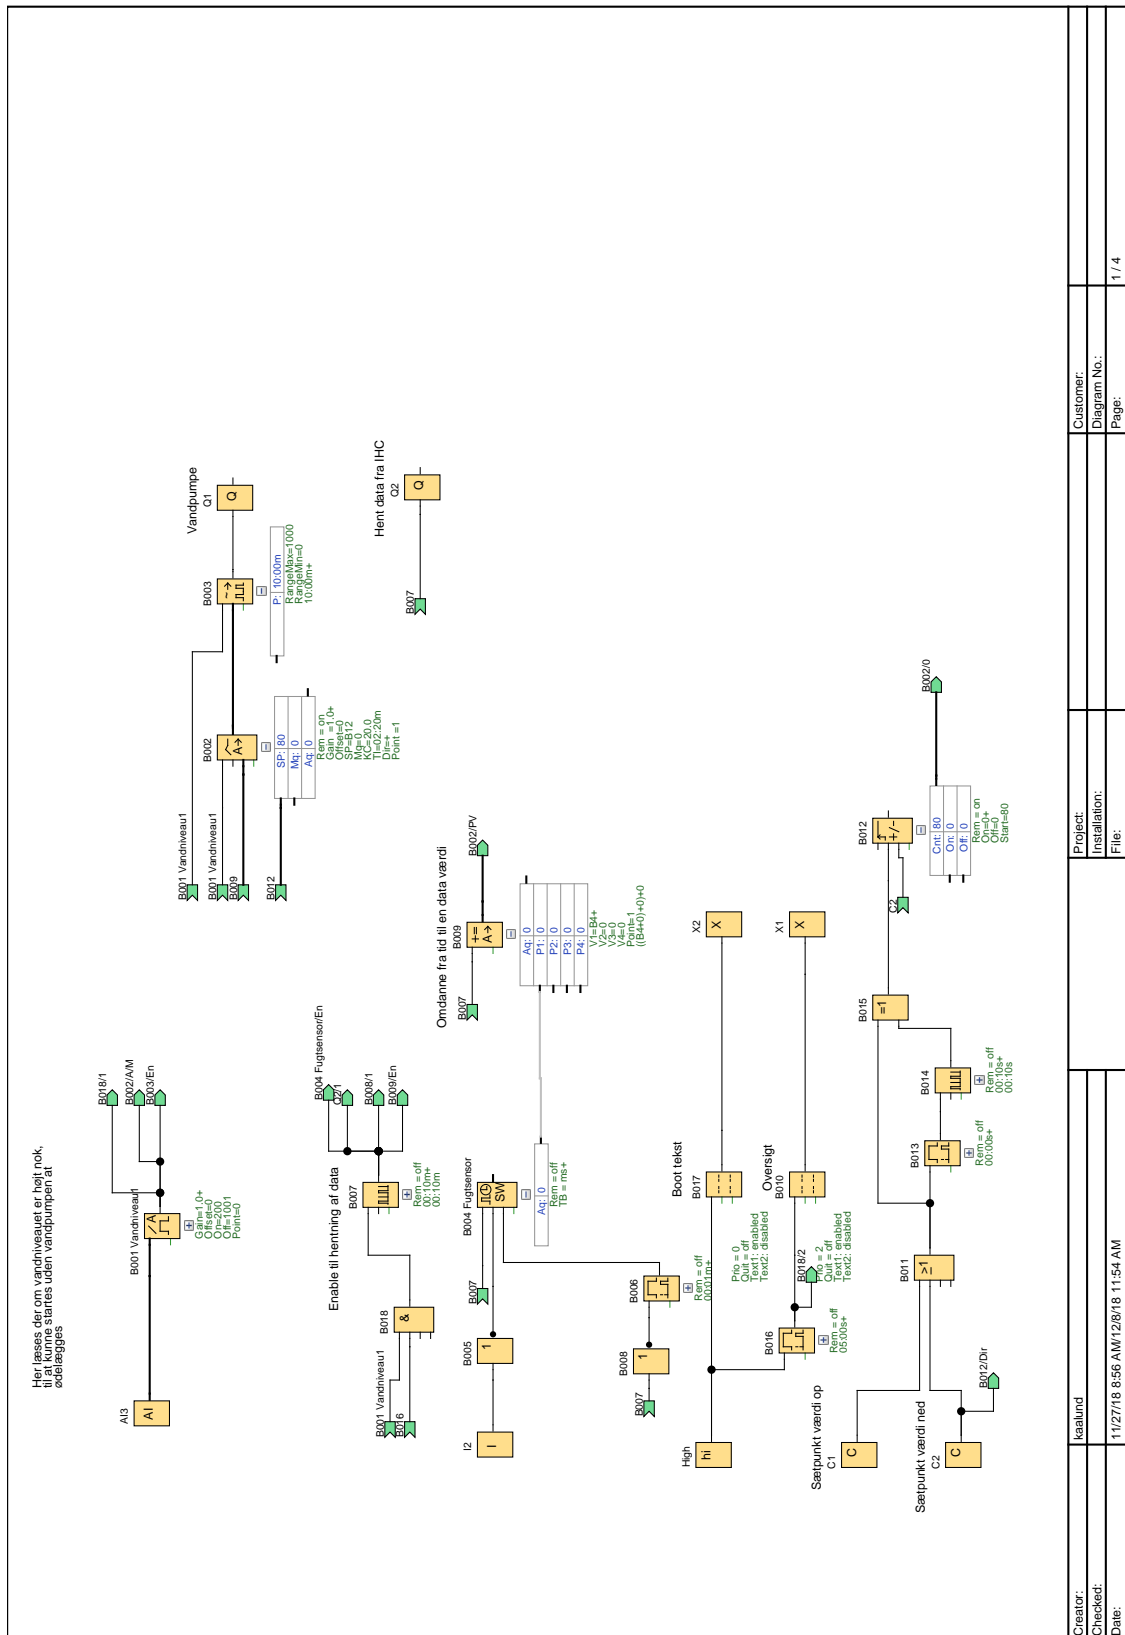 Her læses der om vandniveauet er højt nok,
til at kunne startes uden vandpumpen at
ødelægges
AI3
AI
B001 Vandniveau1
A
Gain=1.0+
Offset=0
On=200
Off=1001
Point=0
B018/1
B002/A/M
B003/En
B001 Vandniveau1
B001 Vandniveau1
B009
B012
B002
A→
SP: 80
Mq: 0
Aq: 0
Rem = on
Gain =1.0+
Offset=0
SP=B12
Mq=0
KC=20.0
TI=02:20m
Dir=+
Point =1
B003
P: 10:00m
RangeMax=1000
RangeMin=0
10:00m+
Vandpumpe
Q1
Q
Enable til hentning af data
B001 Vandniveau1
B016
B018
&
B007
Rem = off
00:10m+
00:10m
B004 Fugtsensor/En
Q2/1
B008/1
B009/En
B007
Hent data fra IHC
Q2
Q
Omdanne fra tid til en data værdi
B007
B009
+=
A→
B002/PV
Aq: 0
P1: 0
P2: 0
P3: 0
P4: 0
V1=B4+
V2=0
V3=0
V4=0
Point=1
((B4+0)+0)+0
I2
I
B005
1
B007
B004 Fugtsensor
SW
Aq: 0
Rem = off
TB = ms+
B007
B008
1
B006
Rem = off
00:01m+
High
hi
Boot tekst
B017
Prio = 0
Quit = off
Text1: enabled
Text2: disabled
X2
X
B016
Rem = off
05:00s+
B018/2
Oversigt
B010
Prio = 2
Quit = off
Text1: enabled
Text2: disabled
X1
X
Sætpunkt værdi op
C1
C
Sætpunkt værdi ned
C2
C
B012/Dir
B011
≥1
B013
Rem = off
00:00s+
B014
Rem = off
00:10s+
00:10s
B015
=1
C2
B012
+/-
Cnt: 80
On: 0
Off: 0
Rem = on
On=0+
Off=0
Start=80
B002/0
Creator: kaalund Project: Customer:
Checked: Installation: Diagram No.:
Date: 11/27/18 8:56 AM/12/8/18 11:54 AM File: Page: 1 / 4